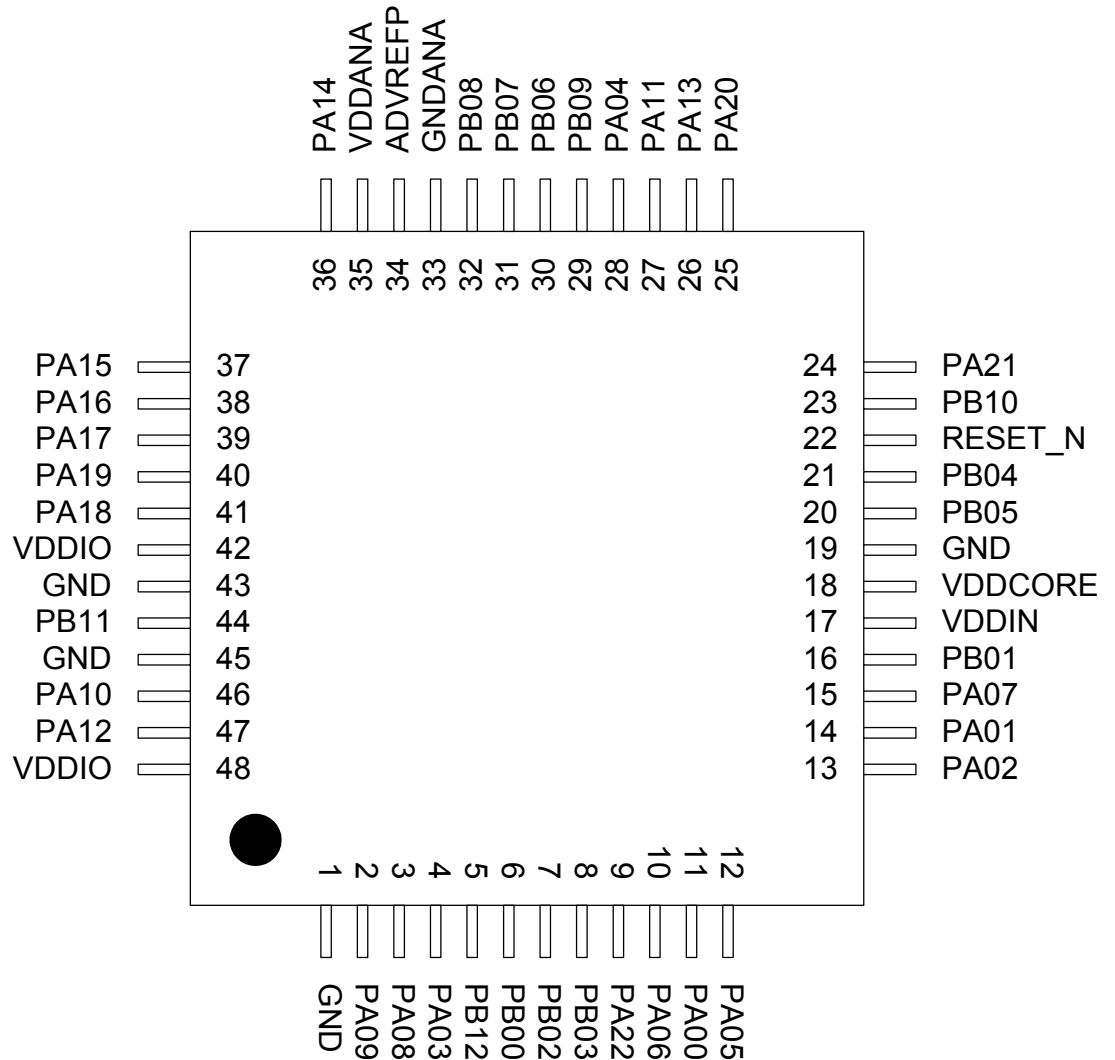 PA14 VDDANA ADVREFP GNDANA PB08 PB07 PB06 PB09 PA04 PA11 PA13 PA20
36 35 34 33 32 31 30 29 28 27 26 25
PA15 37 24 PA21
PA16 38 23 PB10
PA17 39 22 RESET_N
PA19 40 21 PB04
PA18 41 20 PB05
VDDIO 42 19 GND
GND 43 18 VDDCORE
PB11 44 17 VDDIN
GND 45 16 PB01
PA10 46 15 PA07
PA12 47 14 PA01
VDDIO 48 13 PA02
1 2 3 4 5 6 7 8 9 10 11 12
GND PA09 PA08 PA03 PB12 PB00 PB02 PB03 PA22 PA06 PA00 PA05